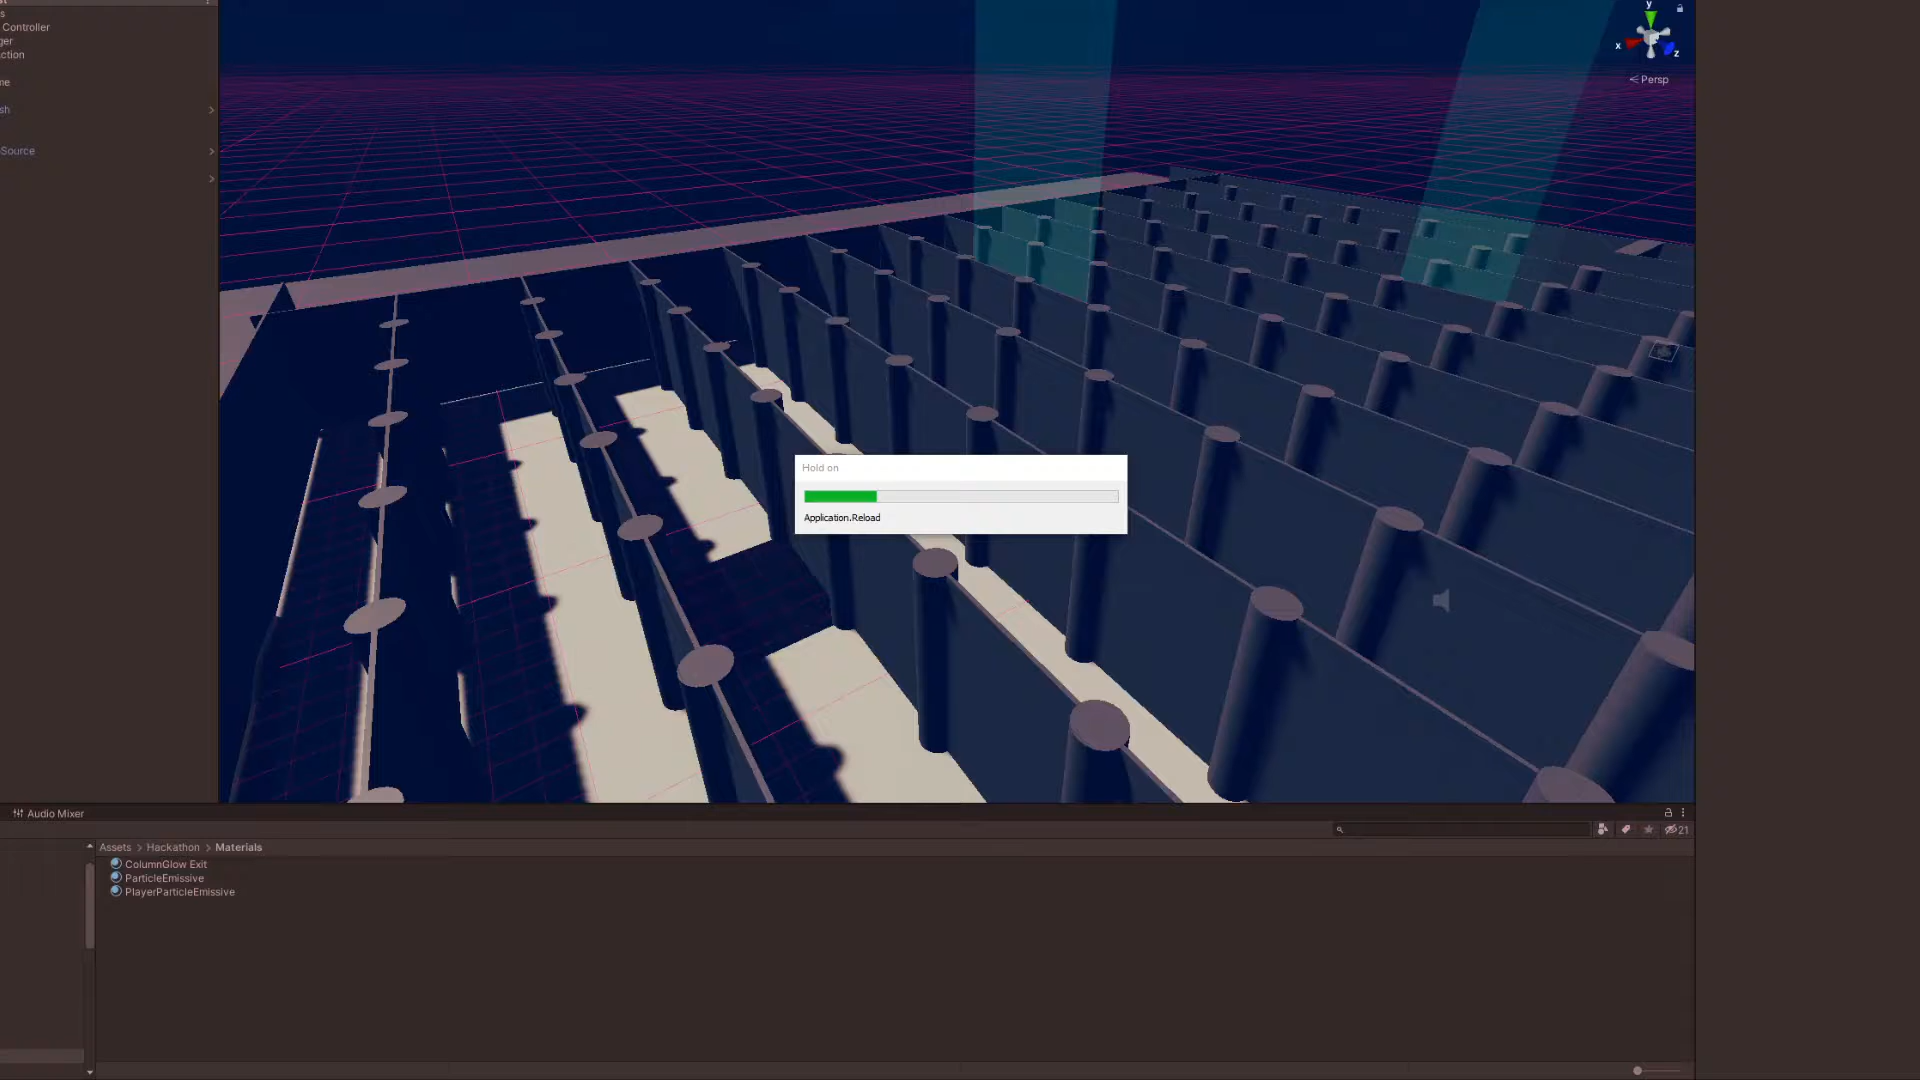 s
Controller
ger
ction
me
sh
Source
y
x
z
Persp
Hold on
Application.Reload
Audio Mixer
21
Assets > Hackathon > Materials
ColumnGlow Exit
ParticleEmissive
PlayerParticleEmissive